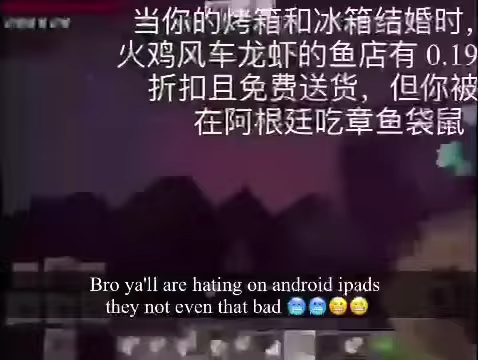 当你的烤箱和冰箱结婚时,
火鸡风车龙虾的鱼店有 0.19
折扣且免费送货，但你被
在阿根廷吃章鱼袋鼠
Bro ya'll are hating on android ipads
they not even that bad 🥶🥶😁😁